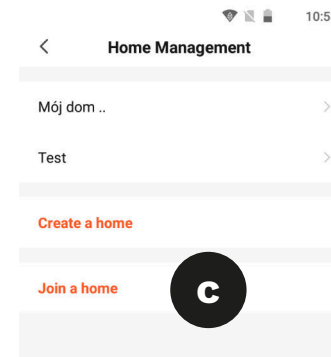 10:5
Home Management
Mój dom ..
Test
Create a home
Join a home
C